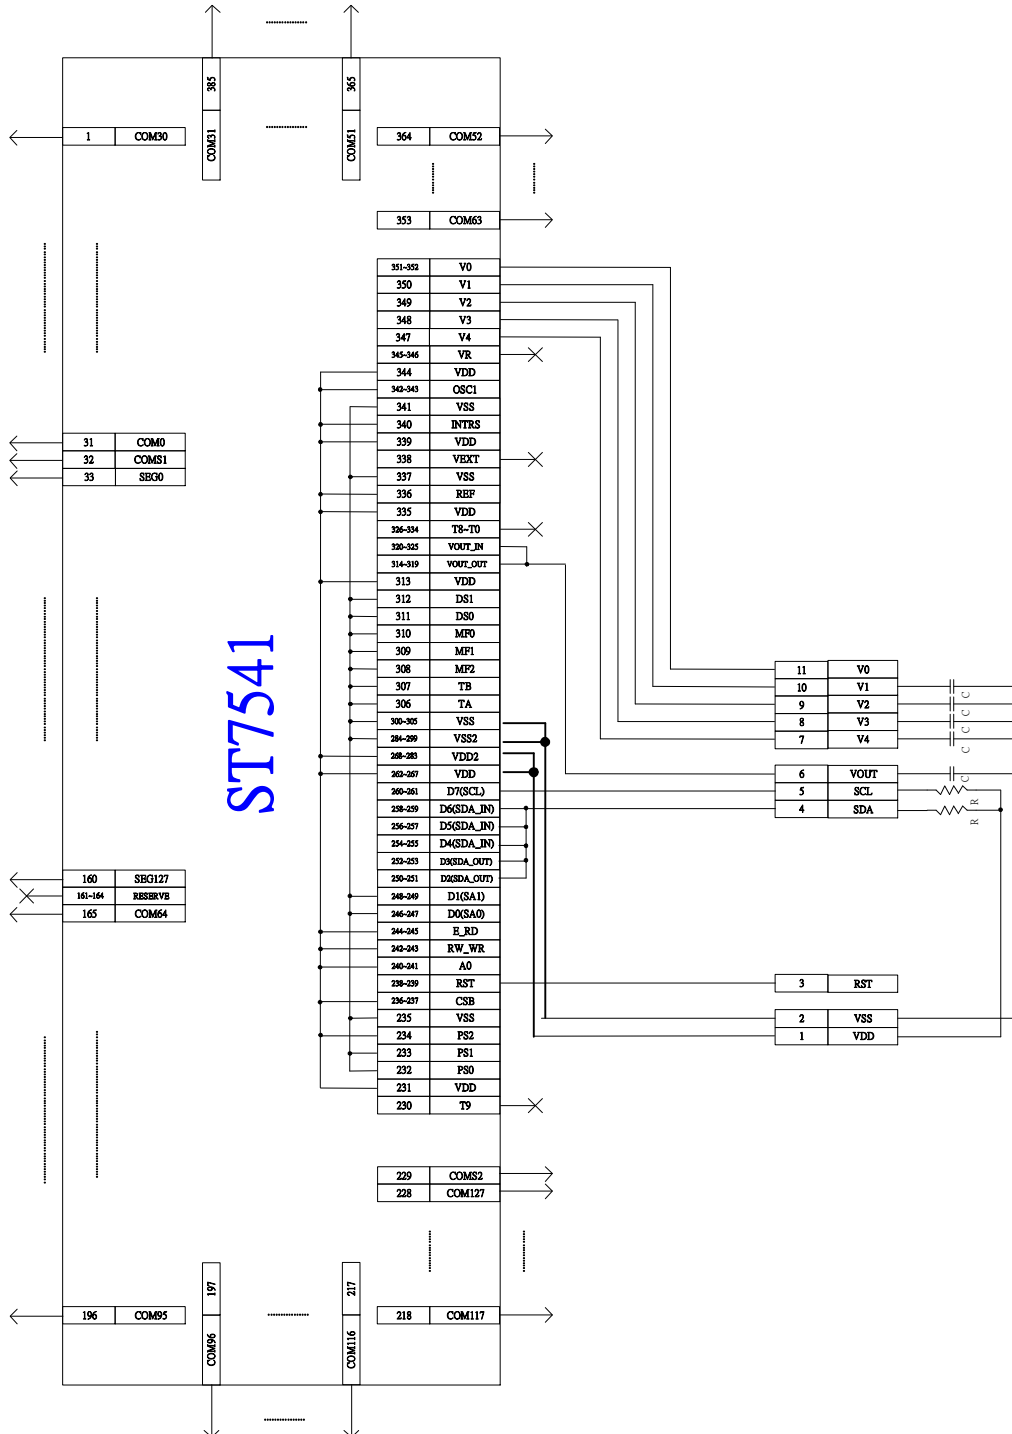 385
COM31
365
COM51
1 COM30
364 COM52
353 COM63
351~352 V0
350 V1
349 V2
348 V3
347 V4
345~346 VR
344 VDD
342~343 OSC1
341 VSS
340 INTRS
339 VDD
338 VEXT
337 VSS
336 REF
335 VDD
326~334 T8~T0
320~325 VOUT_IN
314~319 VOUT_OUT
313 VDD
312 DS1
311 DS0
310 MF0
309 MF1
308 MF2
307 TB
306 TA
300~305 VSS
284~299 VSS2
268~283 VDD2
262~267 VDD
260~261 D7(SCL)
258~259 D6(SDA_IN)
256~257 D5(SDA_IN)
254~255 D4(SDA_IN)
252~253 D3(SDA_OUT)
250~251 D2(SDA_OUT)
248~249 D1(SA1)
246~247 D0(SA0)
244~245 E_RD
242~243 RW_WR
240~241 A0
238~239 RST
236~237 CSB
235 VSS
234 PS2
233 PS1
232 PS0
231 VDD
230 T9
229 COMS2
228 COM127
218 COM117
31 COM0
32 COMS1
33 SEG0
ST7541
160 SEG127
161~164 RESERVE
165 COM64
196 COM95
197
COM96
217
COM116
11 V0
10 V1 C
9 V2 C
8 V3 C
7 V4 C
6 VOUT C
5 SCL R
4 SDA R
3 RST
2 VSS
1 VDD